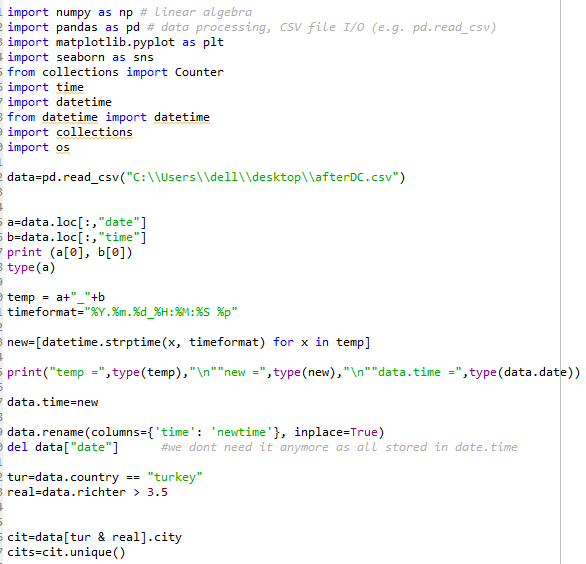 import numpy as np # linear algebra
import pandas as pd # data processing, CSV file I/O (e.g. pd.read_csv)
import matplotlib.pyplot as plt
import seaborn as sns
from collections import Counter
import time
import datetime
from datetime import datetime
import collections
import os
data=pd.read_csv("C:\\Users\\dell\\desktop\\afterDC.csv")
a=data.loc[:,"date"]
b=data.loc[:,"time"]
print (a[0], b[0])
type(a)
temp = a+"_"+b
timeformat="%Y.%m.%d_%H:%M:%S %p"
new=[datetime.strptime(x, timeformat) for x in temp]
print("temp =",type(temp),"\n""new =",type(new),"\n""data.time =",type(data.date))
data.time=new
data.rename(columns={'time': 'newtime'}, inplace=True)
del data["date"]      #we dont need it anymore as all stored in date.time
tur=data.country == "turkey"
real=data.richter > 3.5
cit=data[tur & real].city
cits=cit.unique()